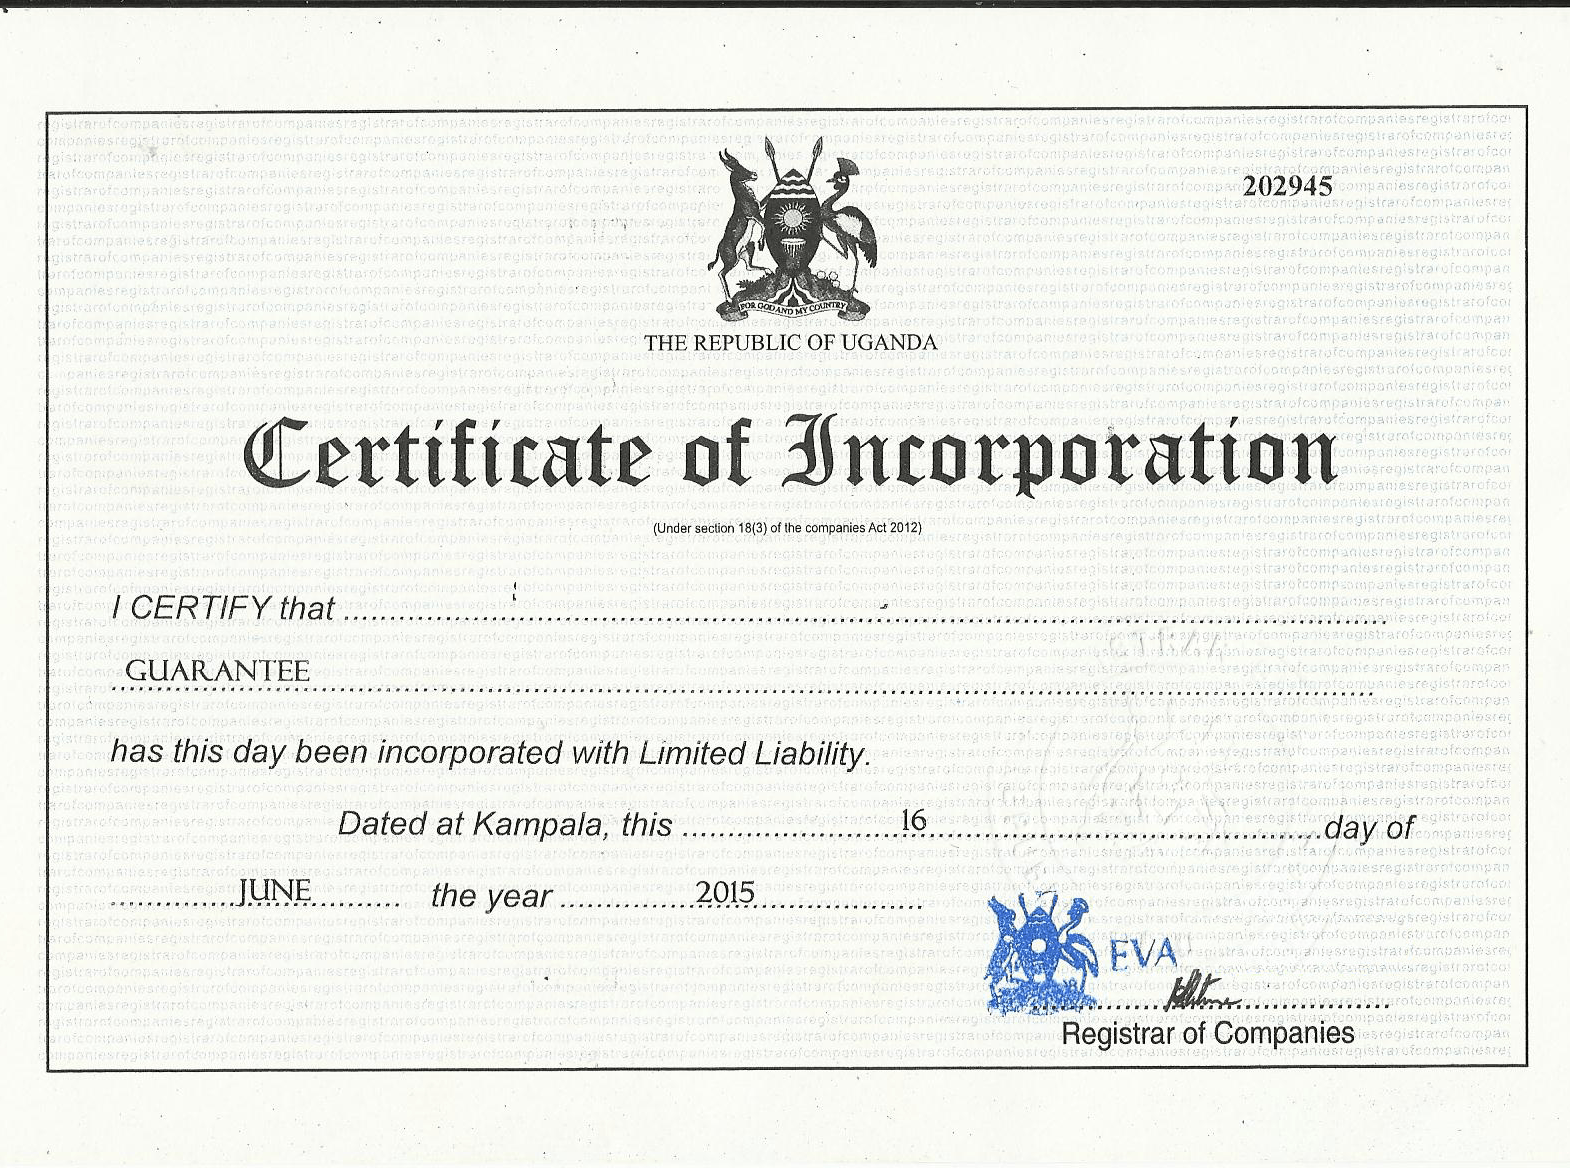 202945
FOR GOD AND MY COUNTRY
THE REPUBLIC OF UGANDA
Certificate of Incorporation
(Under section 18(3) of the companies Act 2012)
I CERTIFY that ........................................................................
GUARANTEE
has this day been incorporated with Limited Liability.
Dated at Kampala, this ....................16....................day of
..............JUNE.......... the year ..............2015..................
EVA
Registrar of Companies